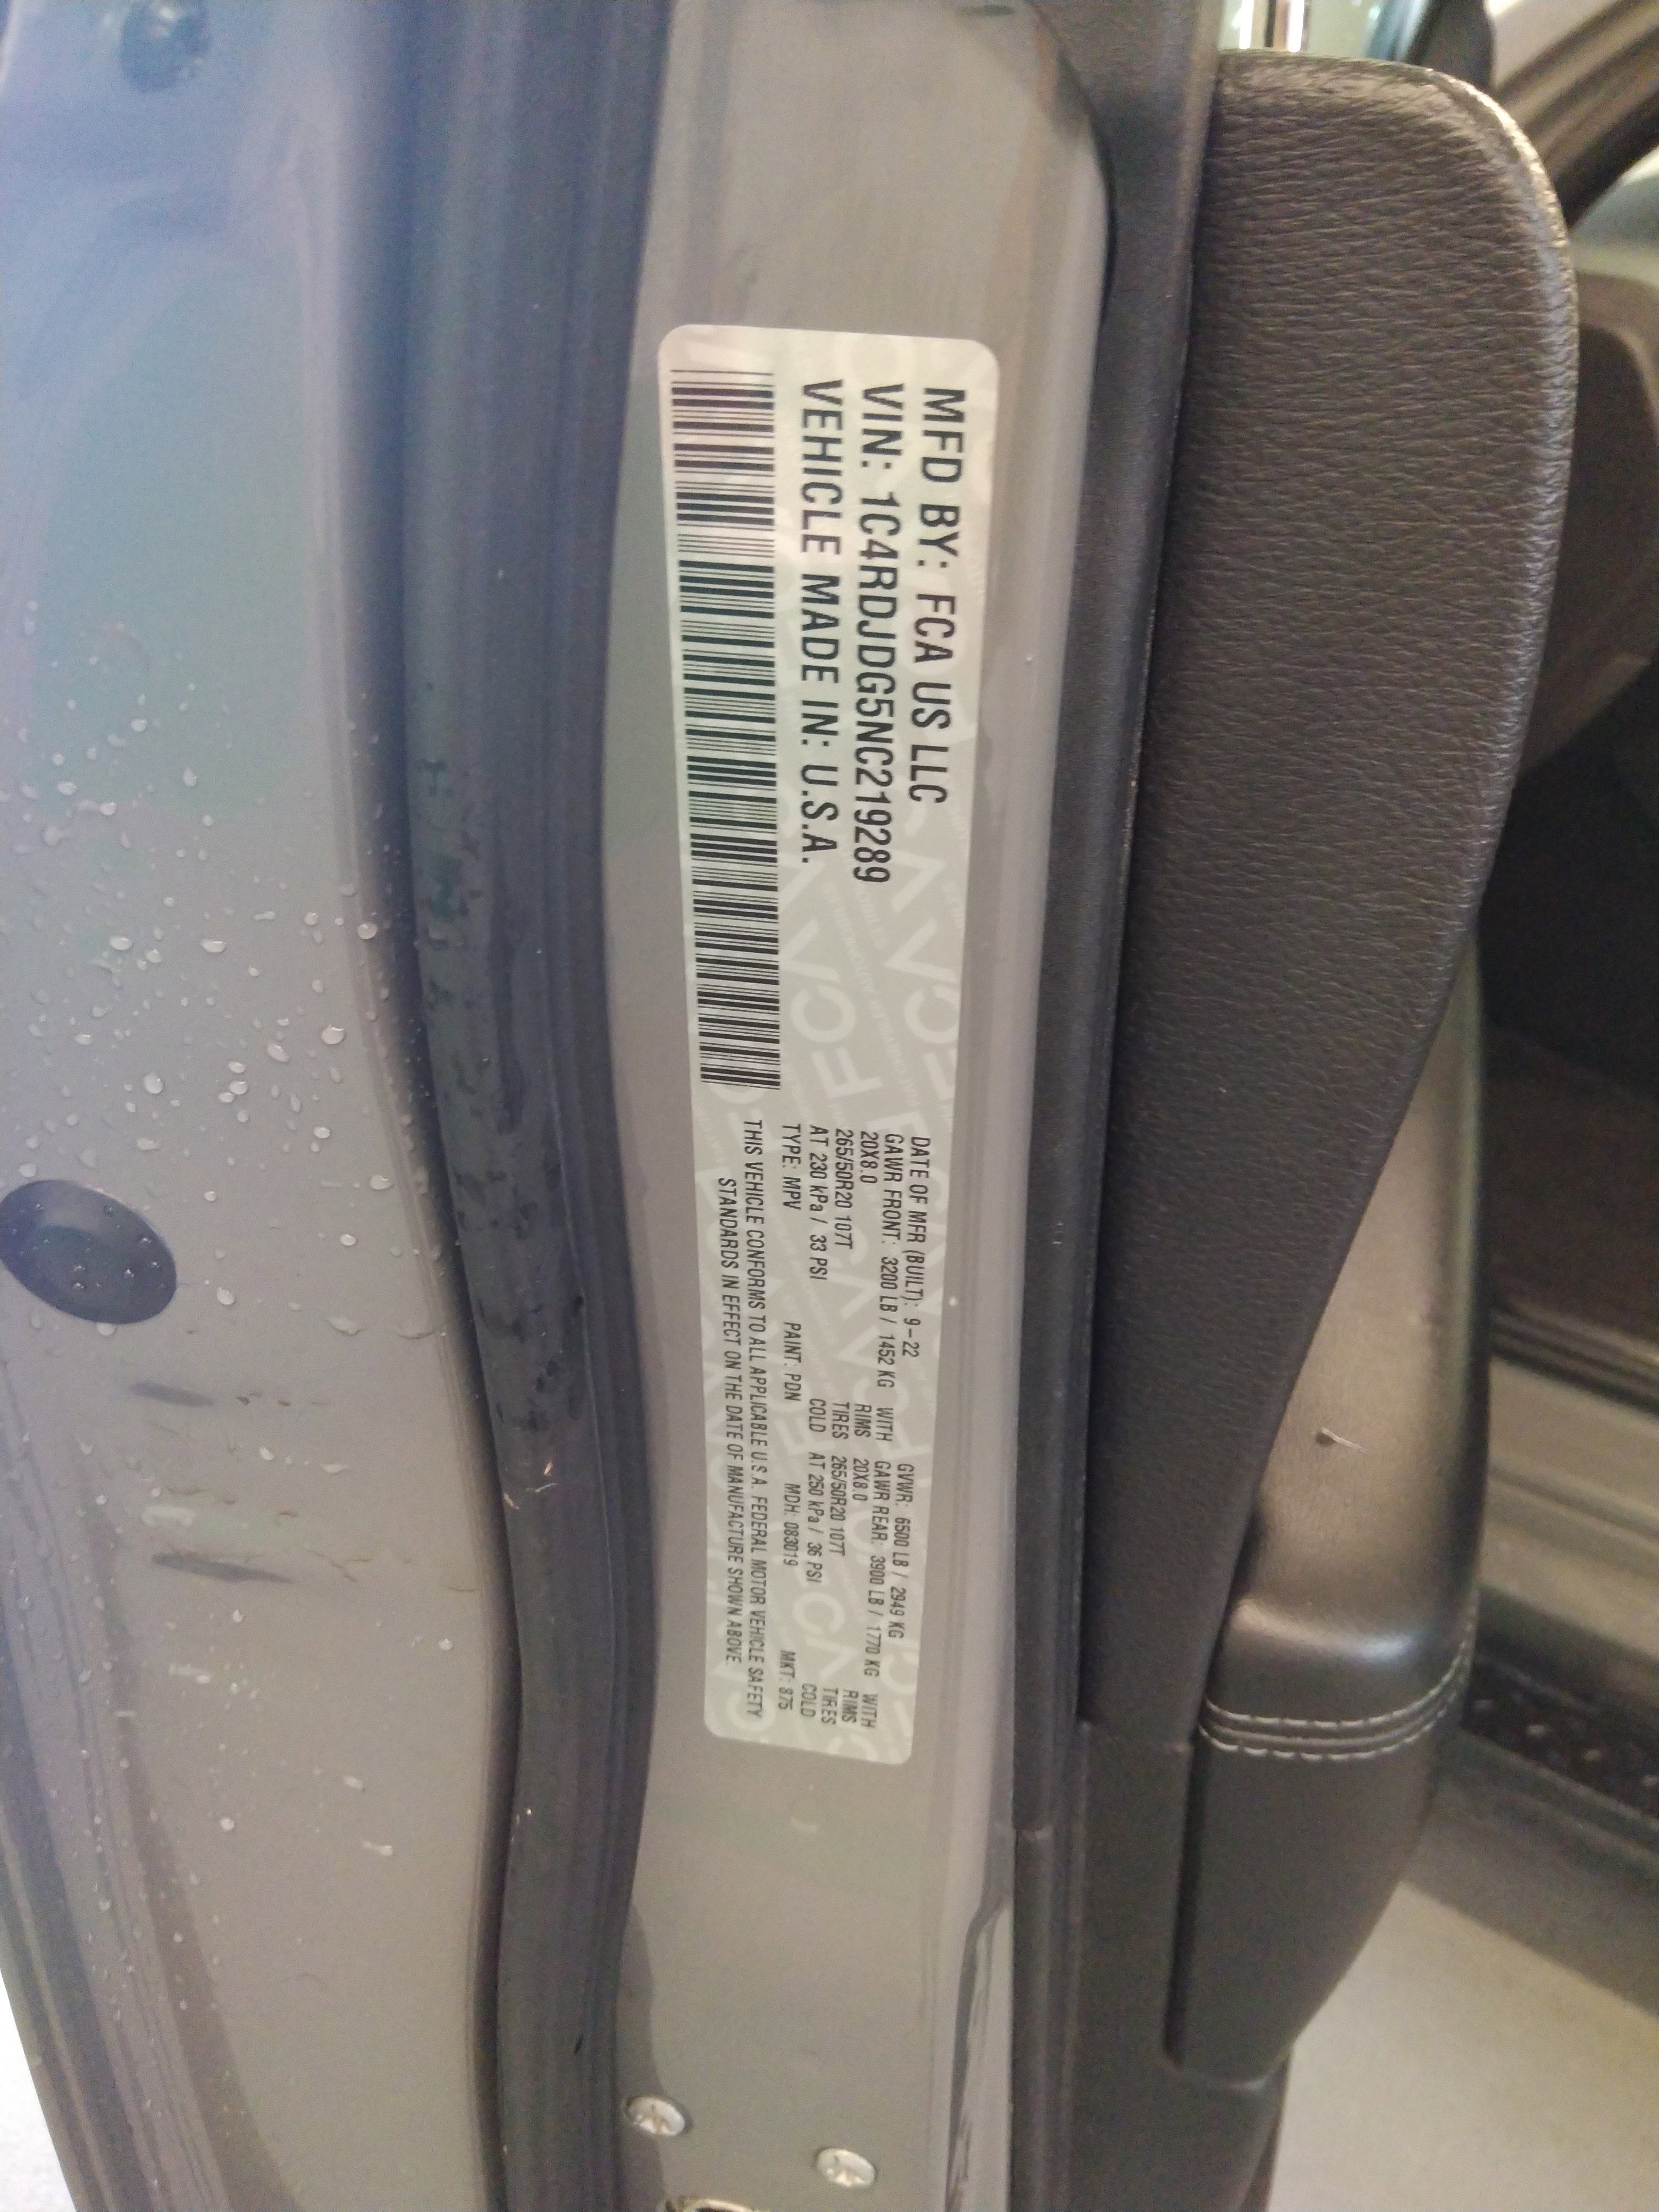 MFD BY: FCA US LLC
VIN: 1C4RDJDG5NC219289
VEHICLE MADE IN: U.S.A.
DATE OF MFR (BUILT): 9-22 GVWR: 6500 LB / 2949 KG
GAWR FRONT: 3200 LB / 1452 KG WITH GAWR REAR: 3900 LB / 1770 KG WITH
20X8.0 RIMS 20X8.0 RIMS
265/50R20 107T TIRES 265/50R20 107T TIRES
AT 230 kPa / 33 PSI COLD AT 250 kPa / 36 PSI COLD
TYPE: MPV PAINT: PDN MDH: 083019 MKT: 875
THIS VEHICLE CONFORMS TO ALL APPLICABLE U.S.A. FEDERAL MOTOR VEHICLE SAFETY
STANDARDS IN EFFECT ON THE DATE OF MANUFACTURE SHOWN ABOVE.